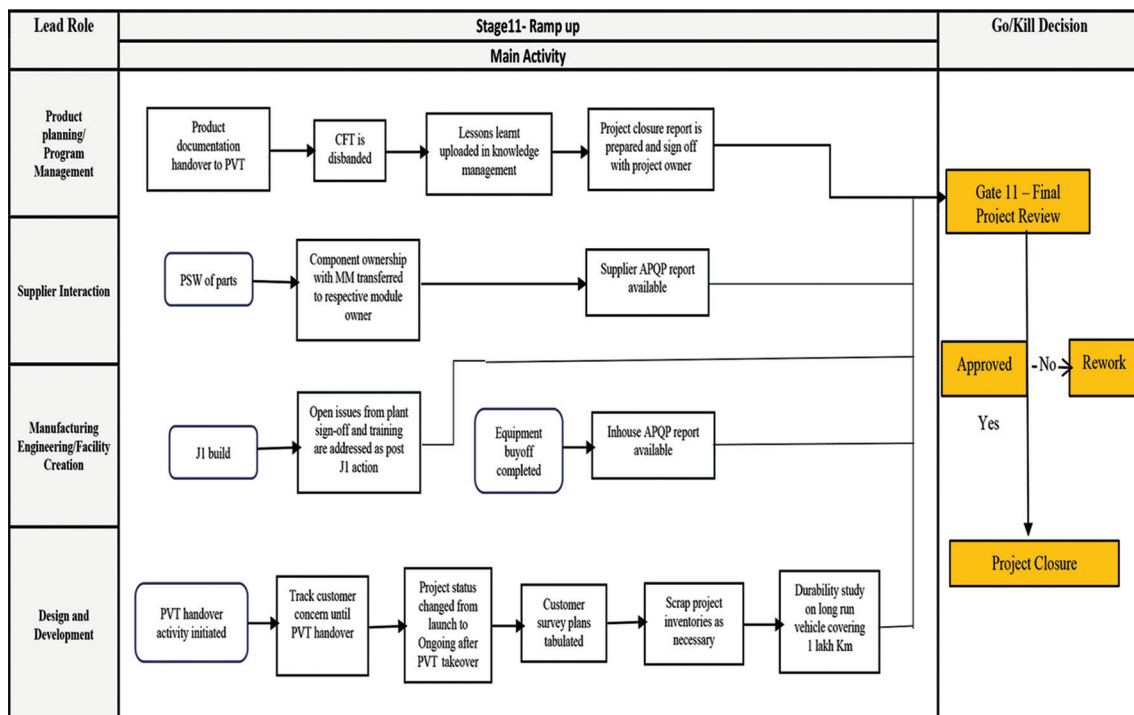 Lead Role
Stage11- Ramp up
Go/Kill Decision
Main Activity
Product
planning/
Program
Management
Product
documentation
handover to PVT
CFT is
disbanded
Lessons learnt
uploaded in knowledge
management
Project closure report is
prepared and sign off
with project owner
Gate 11 – Final
Project Review
Supplier Interaction
PSW of parts
Component ownership
with MM transferred
to respective module
owner
Supplier APQP report
available
Approved
-No
Rework
Yes
Manufacturing
Engineering/Facility
Creation
J1 build
Open issues from plant
sign-off and training
are addressed as post
J1 action
Equipment
buyoff
completed
Inhouse APQP report
available
Project Closure
Design and
Development
PVT handover
activity initiated
Track customer
concern until
PVT handover
Project status
changed from
launch to
Ongoing after
PVT takeover
Customer
survey plans
tabulated
Scrap project
inventories as
necessary
Durability study
on long run
vehicle covering
1 lakh Km